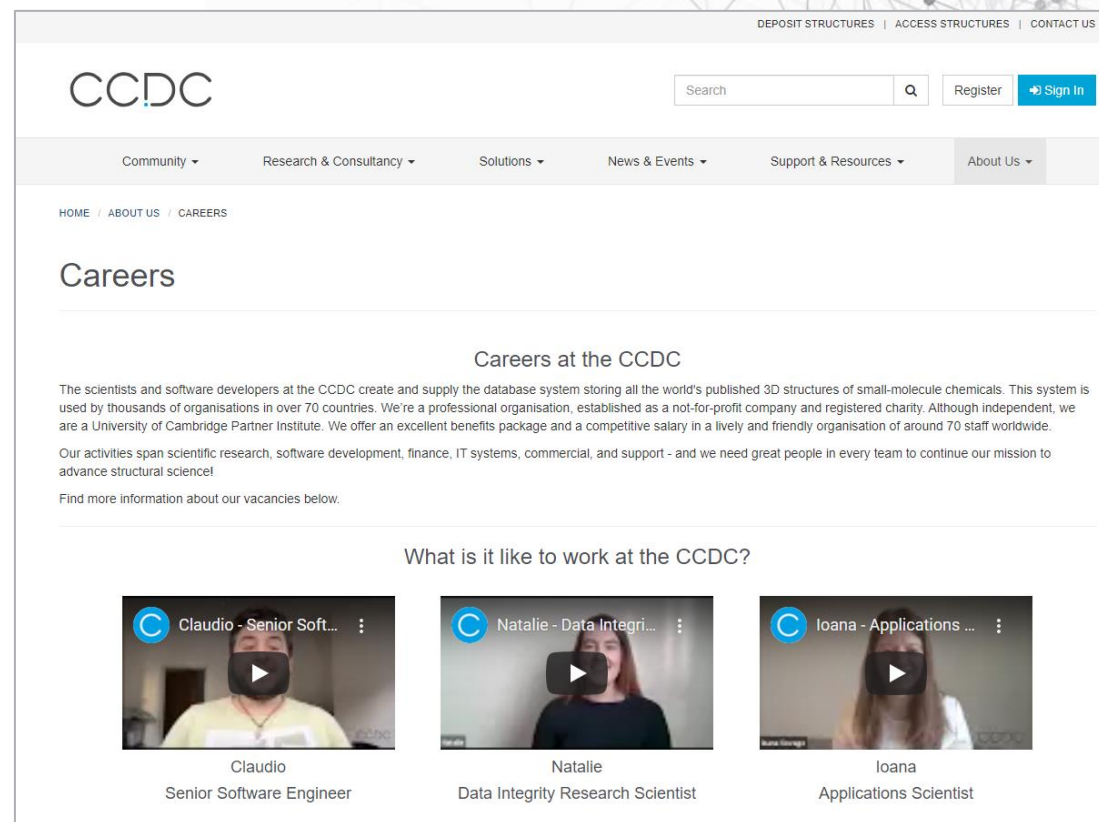 DEPOSIT STRUCTURES | ACCESS STRUCTURES | CONTACT US
CCDC
Search
Register
Sign In
Community
Research & Consultancy
Solutions
News & Events
Support & Resources
About Us
HOME / ABOUT US / CAREERS
Careers
Careers at the CCDC
The scientists and software developers at the CCDC create and supply the database system storing all the world's published 3D structures of small-molecule chemicals. This system is
used by thousands of organisations in over 70 countries. We're a professional organisation, established as a not-for-profit company and registered charity. Although independent, we
are a University of Cambridge Partner Institute. We offer an excellent benefits package and a competitive salary in a lively and friendly organisation of around 70 staff worldwide.
Our activities span scientific research, software development, finance, IT systems, commercial, and support - and we need great people in every team to continue our mission to
advance structural science!
Find more information about our vacancies below.
What is it like to work at the CCDC?
Claudio - Senior Soft...
Natalie - Data Integri...
Ioana - Applications ...
CCDC
CCDC
Claudio
Natalie
Ioana
Senior Software Engineer
Data Integrity Research Scientist
Applications Scientist